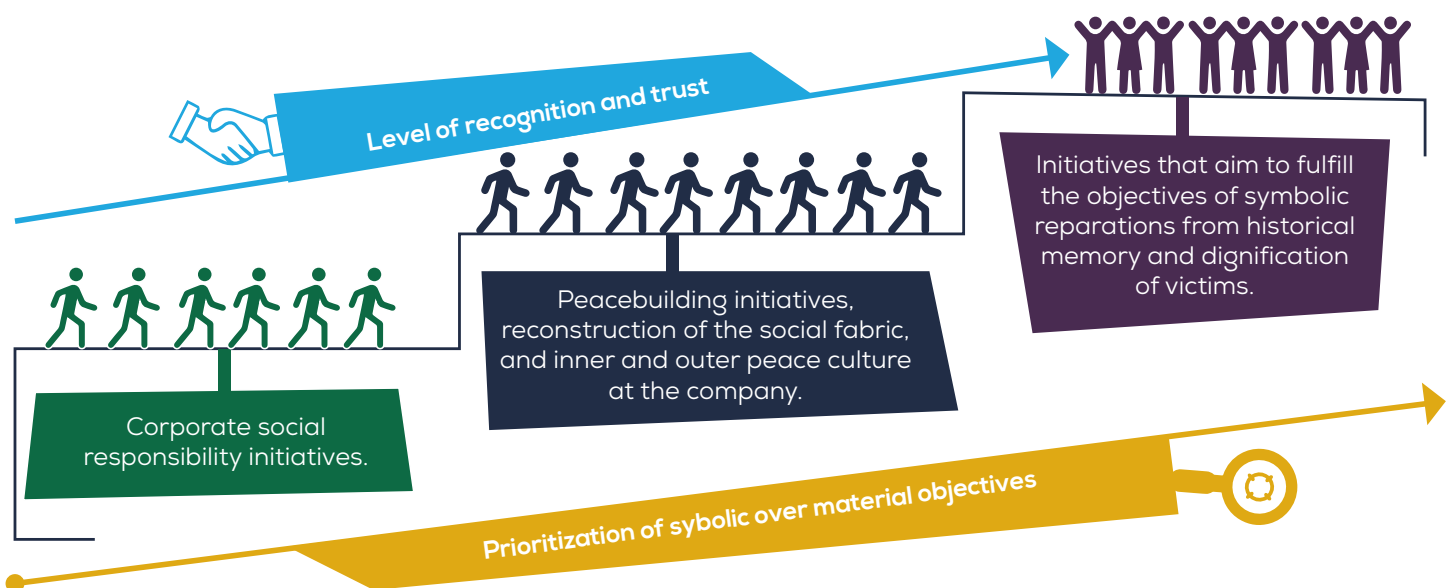 Level of recognition and trust
Initiatives that aim to fulfill
the objectives of symbolic
reparations from historical
memory and dignification
of victims.
Peacebuilding initiatives,
reconstruction of the social fabric,
and inner and outer peace culture
at the company.
Corporate social
responsibility initiatives.
Prioritization of sybolic over material objectives